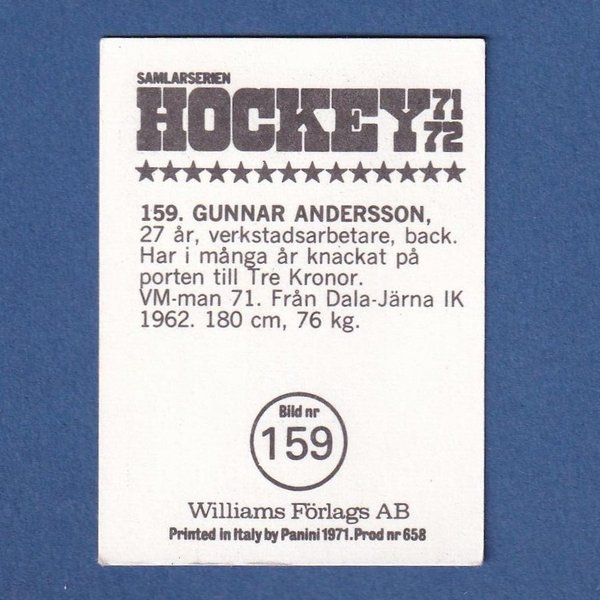 SAMLARSERIEN
HOCKEY 71
72
159. GUNNAR ANDERSSON,
27 år, verkstadsarbetare, back.
Har i många år knackat på
porten till Tre Kronor.
VM-man 71. Från Dala-Järna IK
1962. 180 cm, 76 kg.
Bild nr
159
Williams Förlags AB
Printed in Italy by Panini 1971. Prod nr 658